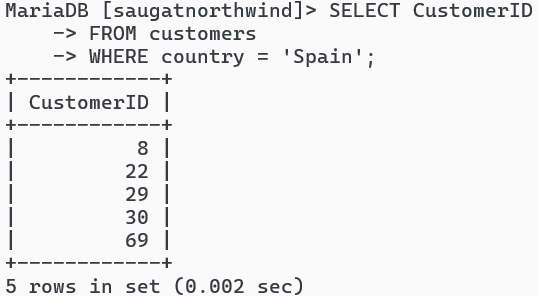 MariaDB [saugatnorthwind]> SELECT CustomerID
    -> FROM customers
    -> WHERE country = 'Spain';
+------------+
| CustomerID |
+------------+
|          8 |
|         22 |
|         29 |
|         30 |
|         69 |
+------------+
5 rows in set (0.002 sec)